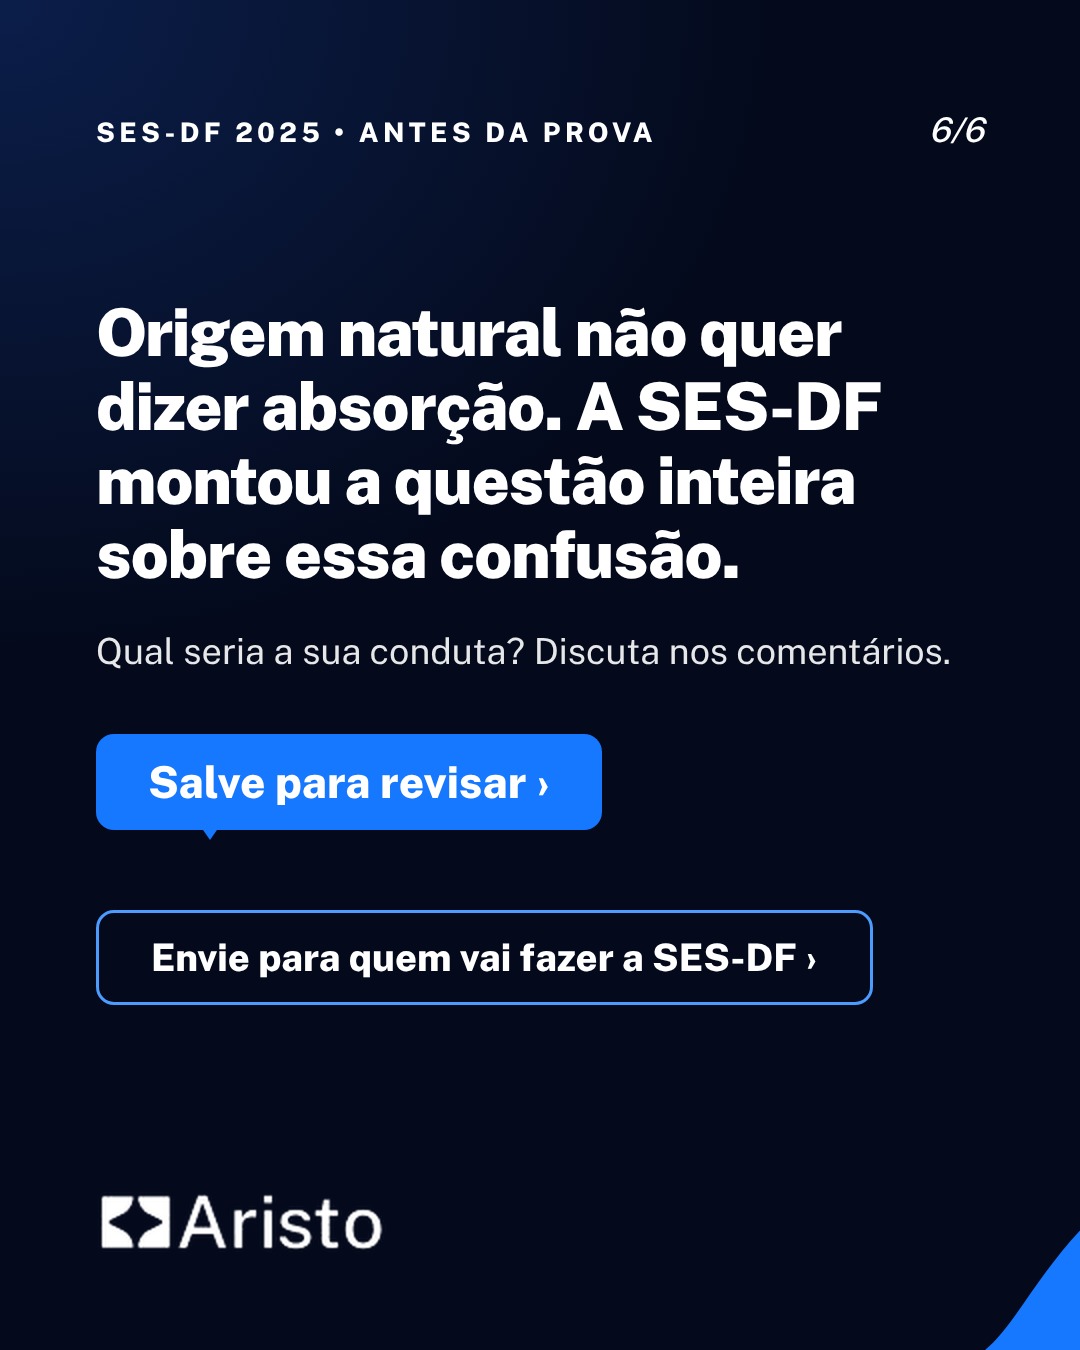 SES-DF 2025 • ANTES DA PROVA
6/6
Origem natural não quer
dizer absorção. A SES-DF
montou a questão inteira
sobre essa confusão.
Qual seria a sua conduta? Discuta nos comentários.
Salve para revisar ›
Envie para quem vai fazer a SES-DF ›
Aristo